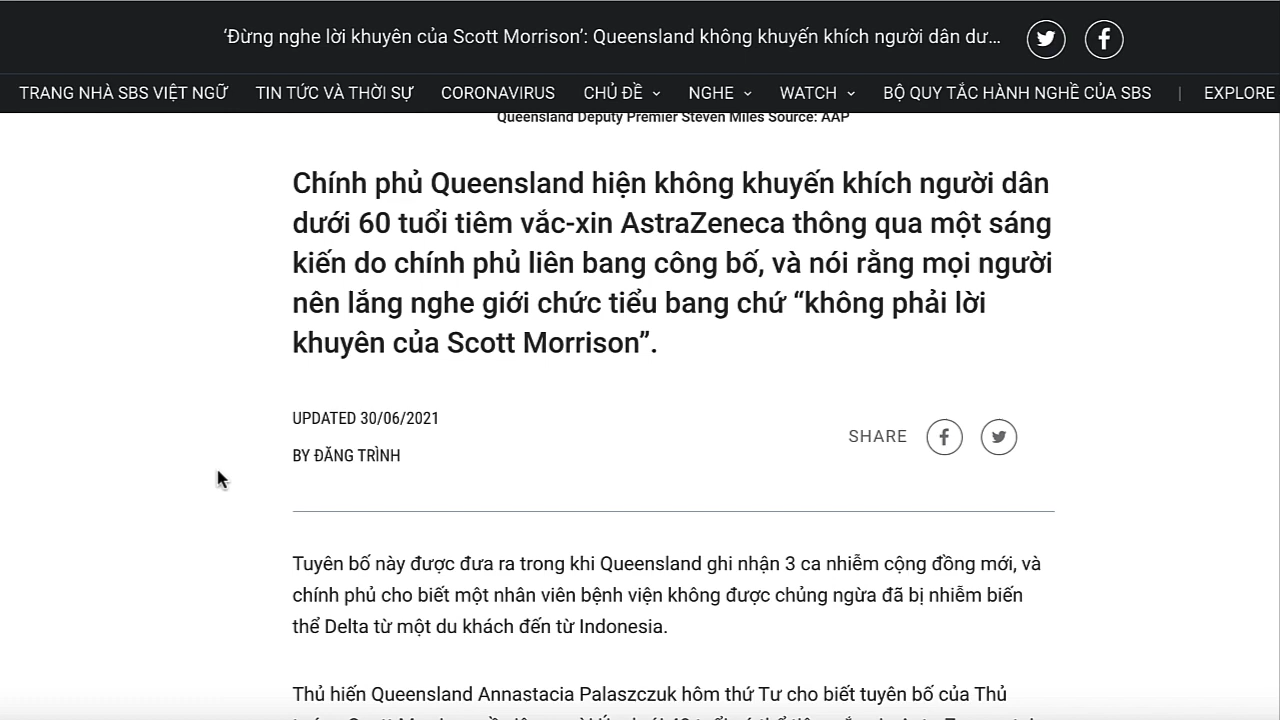 ‘Đừng nghe lời khuyên của Scott Morrison’: Queensland không khuyến khích người dân dư...
TRANG NHÀ SBS VIỆT NGỮ TIN TỨC VÀ THỜI SỰ CORONAVIRUS CHỦ ĐỀ NGHE WATCH BỘ QUY TẮC HÀNH NGHỀ CỦA SBS | EXPLORE
Queensland Deputy Premier Steven Miles Source: AAP
Chính phủ Queensland hiện không khuyến khích người dân
dưới 60 tuổi tiêm vắc-xin AstraZeneca thông qua một sáng
kiến do chính phủ liên bang công bố, và nói rằng mọi người
nên lắng nghe giới chức tiểu bang chứ “không phải lời
khuyên của Scott Morrison”.
UPDATED 30/06/2021
BY ĐĂNG TRÌNH
SHARE
Tuyên bố này được đưa ra trong khi Queensland ghi nhận 3 ca nhiễm cộng đồng mới, và
chính phủ cho biết một nhân viên bệnh viện không được chủng ngừa đã bị nhiễm biến
thể Delta từ một du khách đến từ Indonesia.
Thủ hiến Queensland Annastacia Palaszczuk hôm thứ Tư cho biết tuyên bố của Thủ